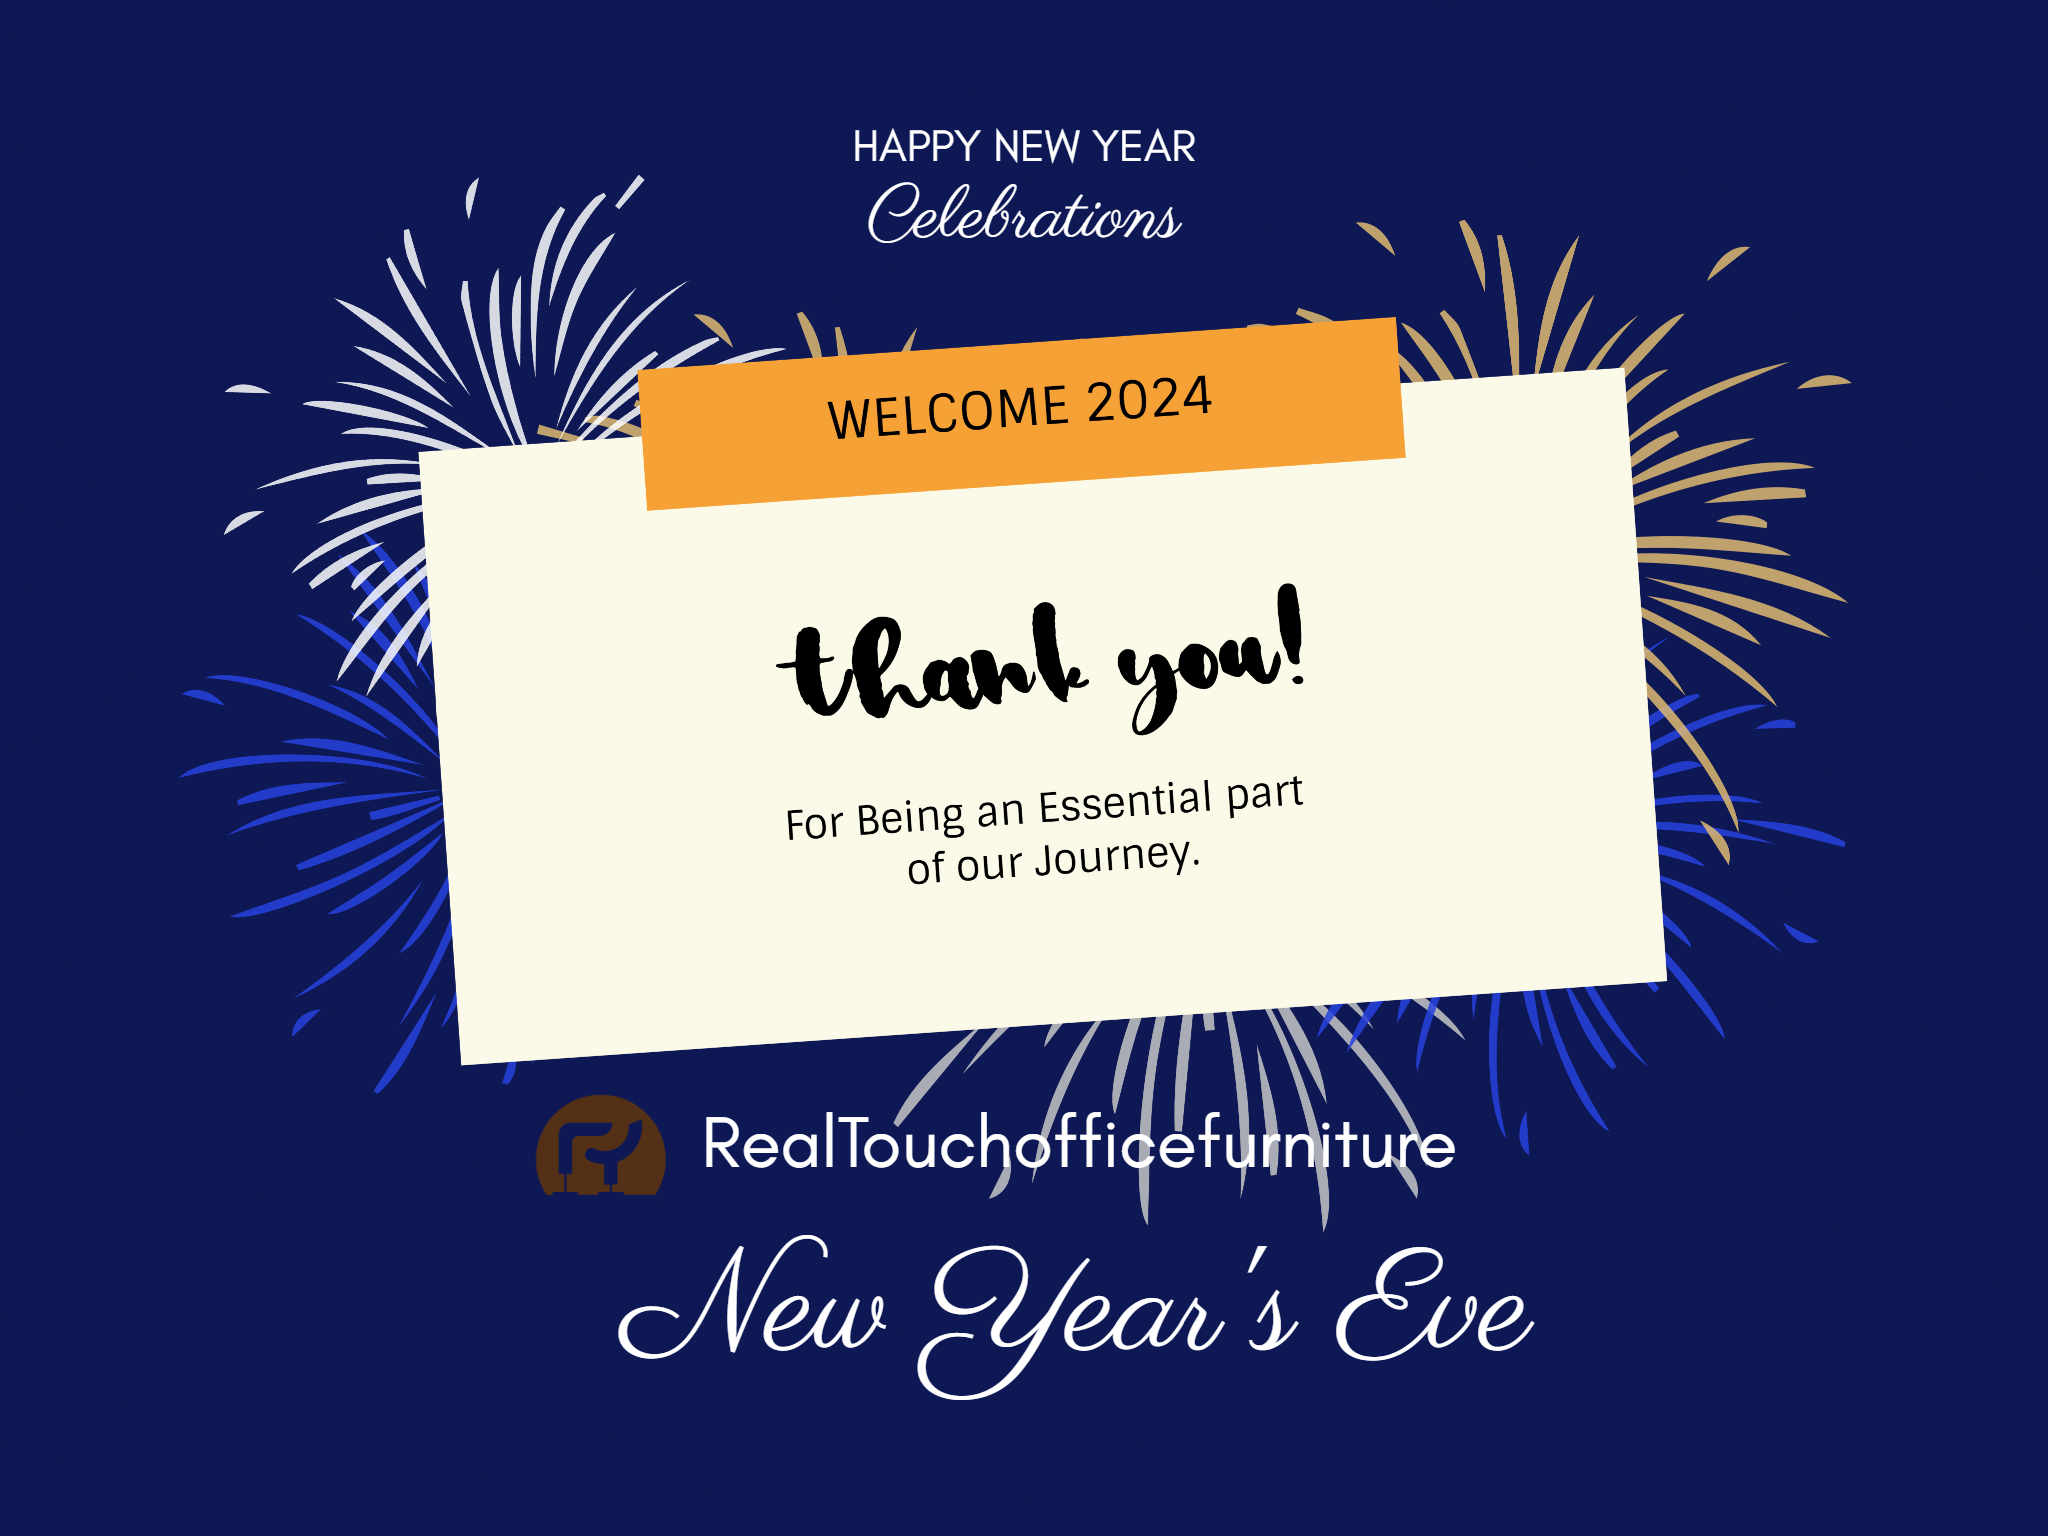 HAPPY NEW YEAR
Celebrations
WELCOME 2024
thank you!
For Being an Essential part
of our Journey.
RealTouchofficefurniture
New Year's Eve